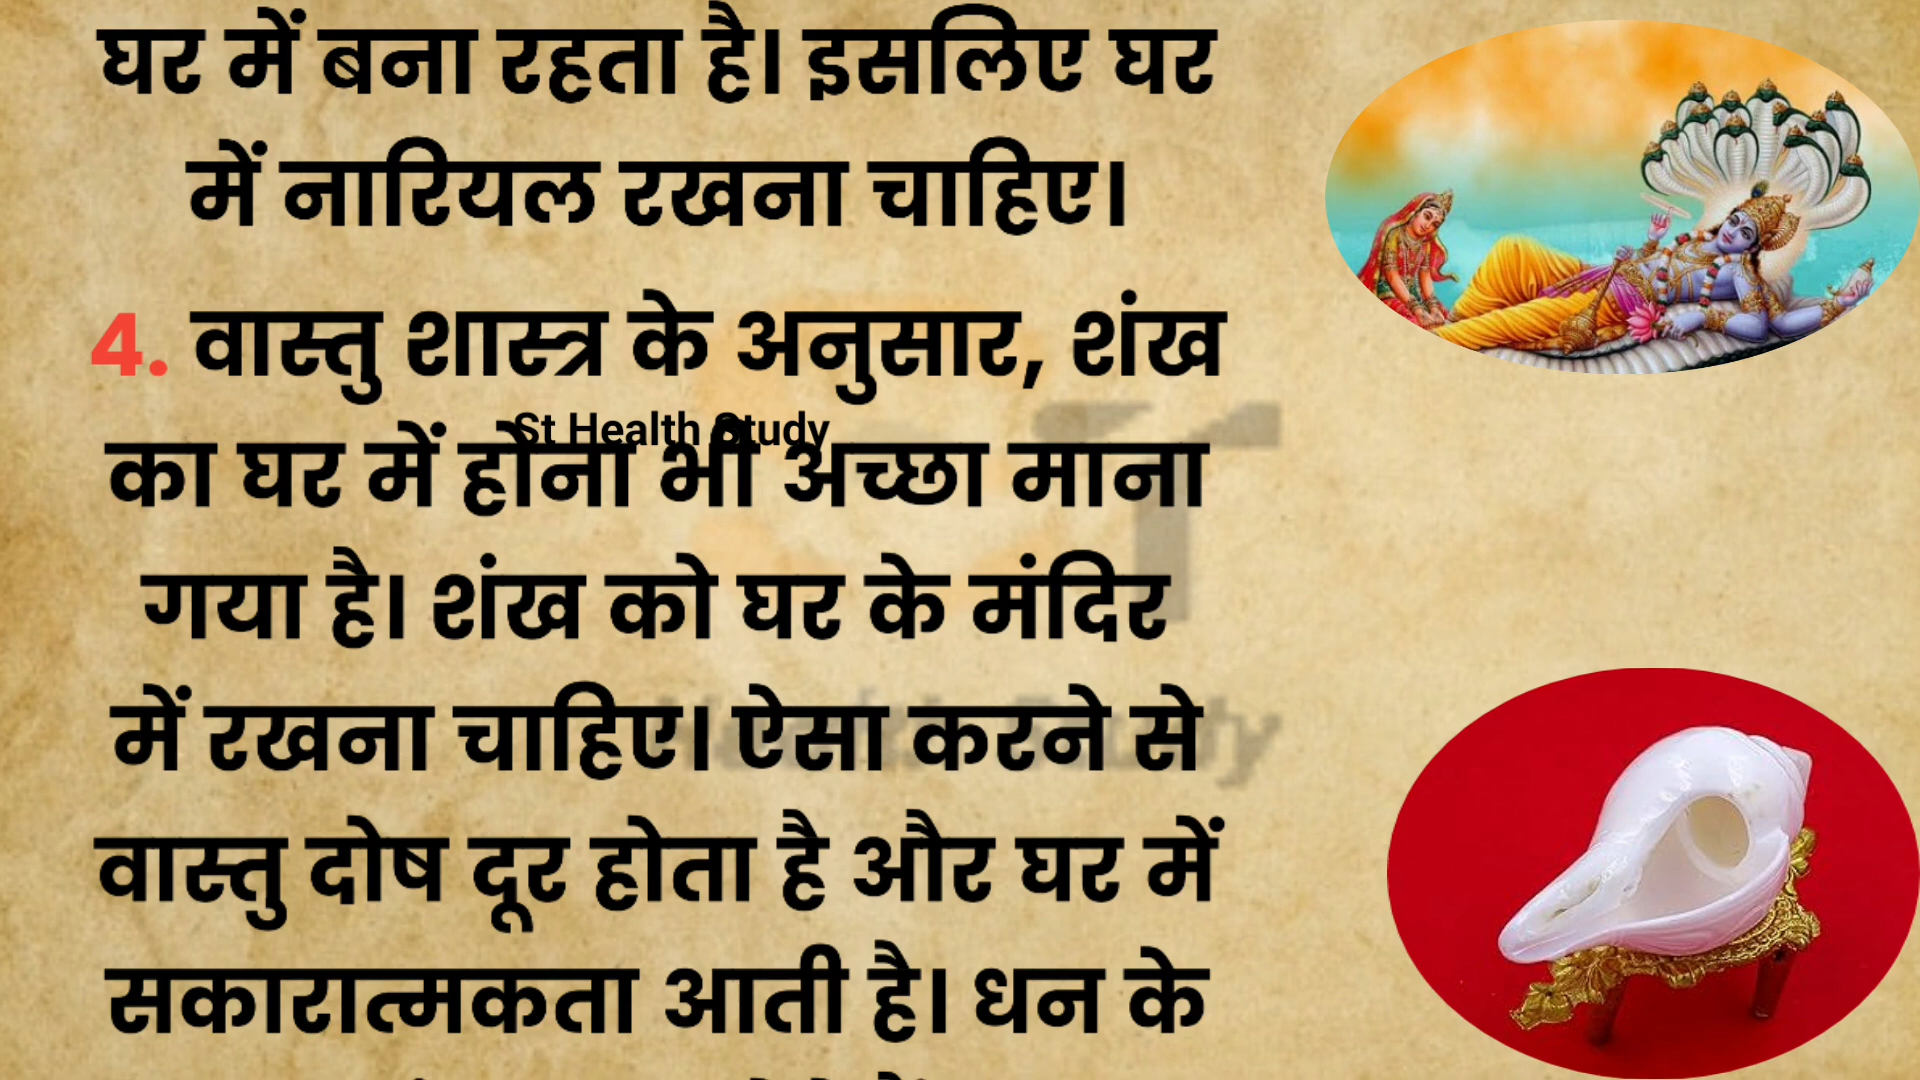 घर में बना रहता है। इसलिए घर
में नारियल रखना चाहिए।
4. वास्तु शास्त्र के अनुसार, शंख
St Health Study
का घर में होना भी अच्छा माना
गया है। शंख को घर के मंदिर
में रखना चाहिए। ऐसा करने से
वास्तु दोष दूर होता है और घर में
सकारात्मकता आती है। धन के